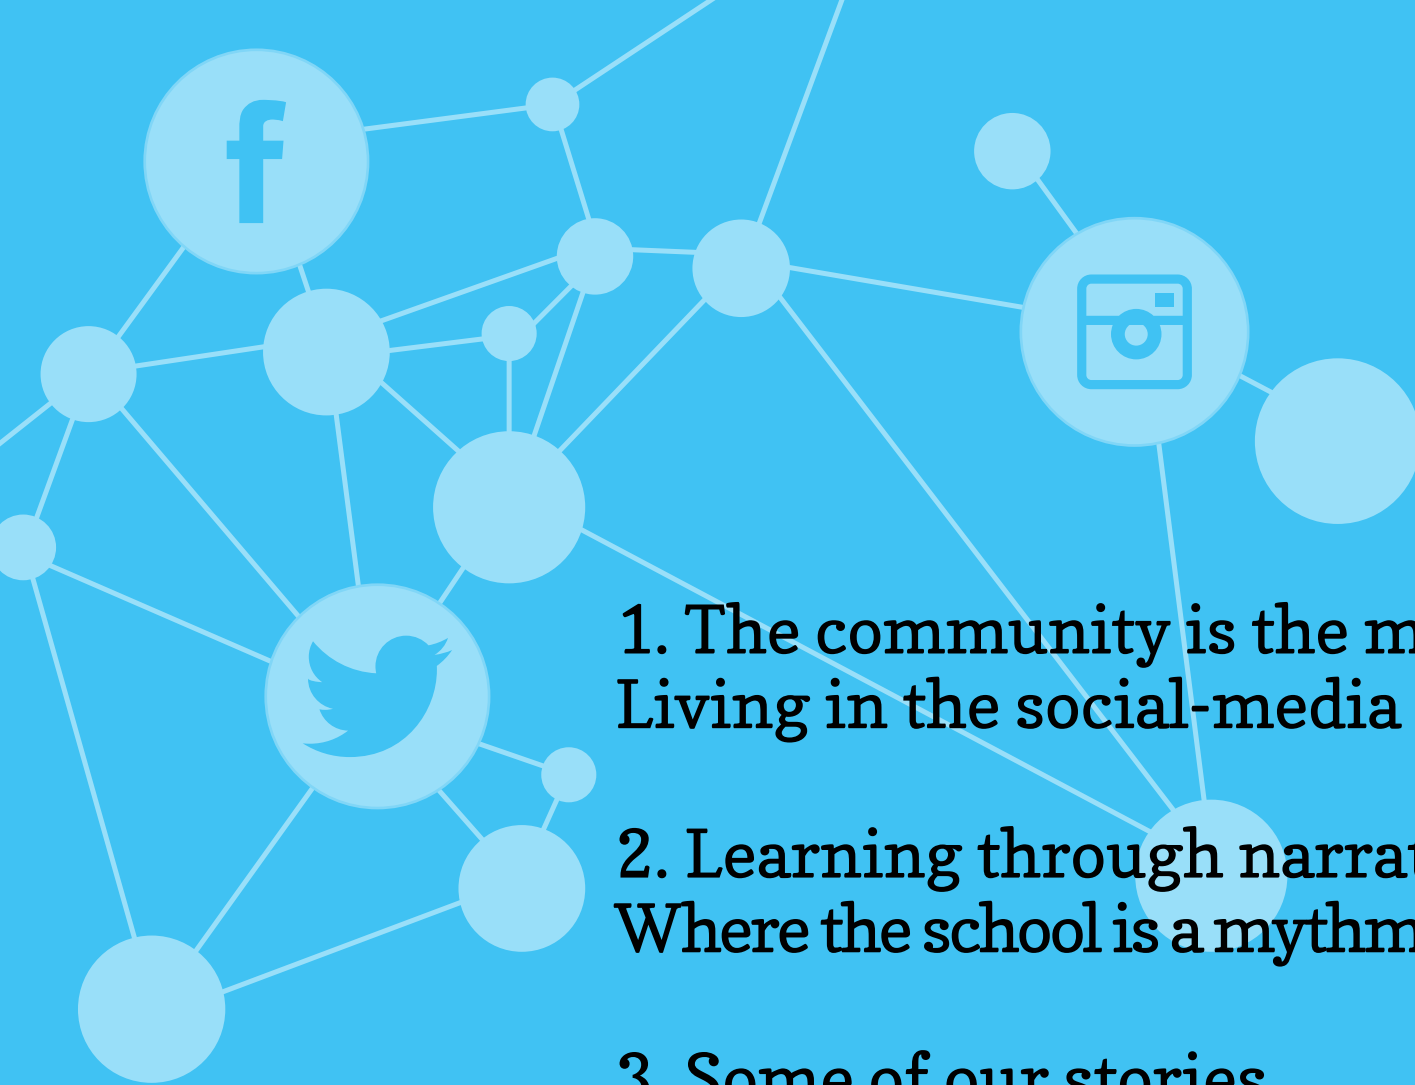 1. The community is the
Living in the social-media
2. Learning through
Where the school is a
3. Some of our stories